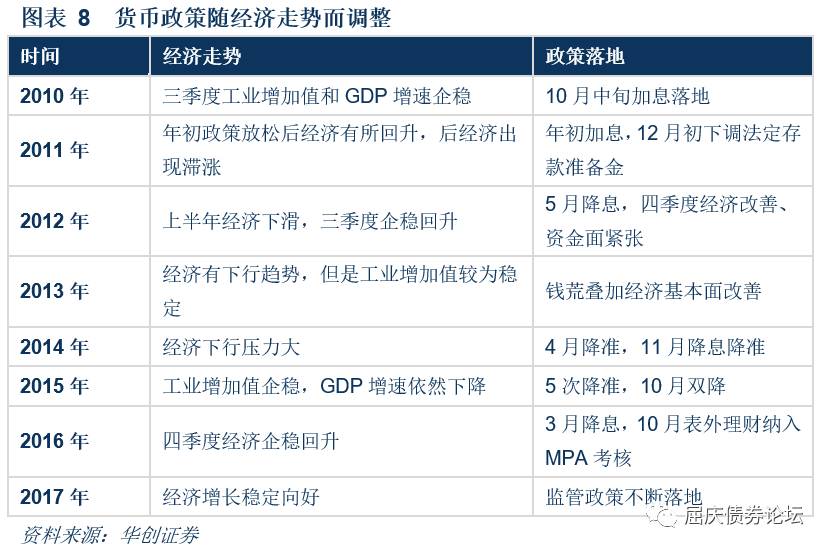 图表 8 货币政策随经济走势而调整
时间 经济走势 政策落地
2010 年 三季度工业增加值和 GDP 增速企稳 10 月中旬加息落地
2011 年 年初政策放松后经济有所回升，后经济出
现滞涨
年初加息，12 月初下调法定存
款准备金
2012 年 上半年经济下滑，三季度企稳回升
5 月降息，四季度经济改善、
资金面紧张
2013 年 经济有下行趋势，但是工业增加值较为稳
定
钱荒叠加经济基本面改善
2014 年 经济下行压力大 4 月降准，11 月降息降准
2015 年 工业增加值企稳，GDP 增速依然下降 5 次降准，10 月双降
2016 年 四季度经济企稳回升
3 月降息，10 月表外理财纳入
MPA 考核
2017 年 经济增长稳定向好 监管政策不断落地
资料来源：华创证券
屈庆债券论坛